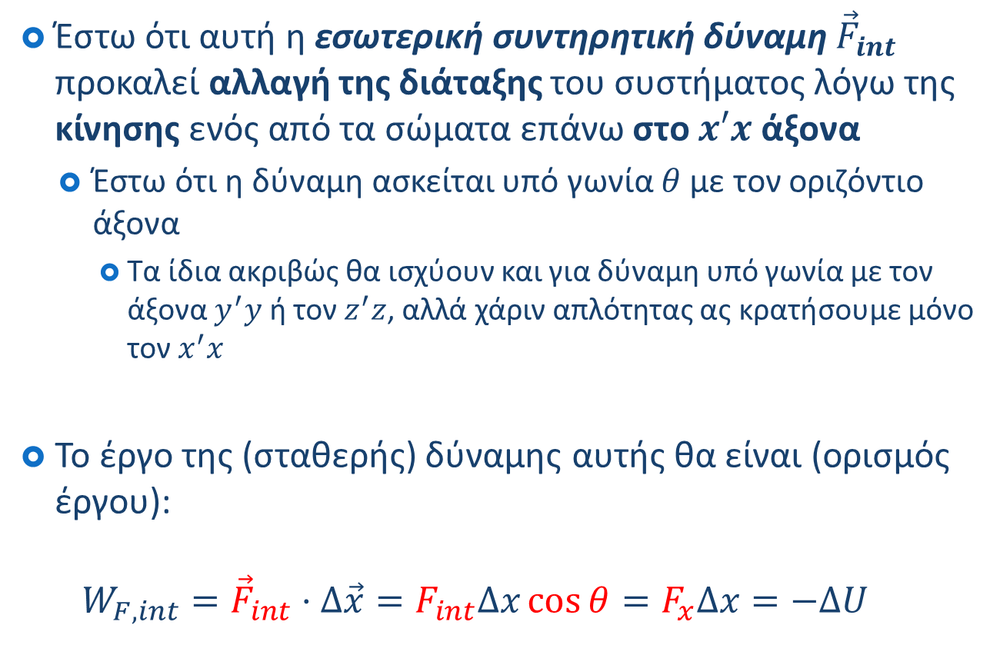 Έστω ότι αυτή η εσωτερική συντηρητική δύναμη $\vec{F}_{int}$
προκαλεί αλλαγή της διάταξης του συστήματος λόγω της
κίνησης ενός από τα σώματα επάνω στο $x'x$ άξονα
Έστω ότι η δύναμη ασκείται υπό γωνία $\theta$ με τον οριζόντιο
άξονα
Τα ίδια ακριβώς θα ισχύουν και για δύναμη υπό γωνία με τον
άξονα $y'y$ ή τον $z'z$, αλλά χάριν απλότητας ας κρατήσουμε μόνο
τον $x'x$
Το έργο της (σταθερής) δύναμης αυτής θα είναι (ορισμός
έργου):
$W_{F,int} = \vec{F}_{int} \cdot \Delta\vec{x} = F_{int}\Delta x \cos\theta = F_x \Delta x = -\Delta U$